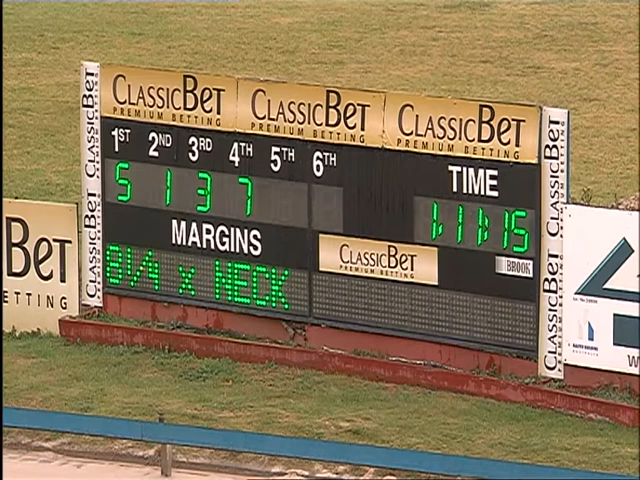 CLASSICBET CLASSICBET CLASSICBET
PREMIUM BETTING PREMIUM BETTING PREMIUM BETTING
1ST 2ND 3RD 4TH 5TH 6TH
TIME
5 1 3 7
1:11:15
MARGINS
8¼ x NECK
CLASSICBET
PREMIUM BETTING
BROOK
CLASSICBET
CLASSICBET
CLASSICBET
CLASSICBET
BET
ETTING
W